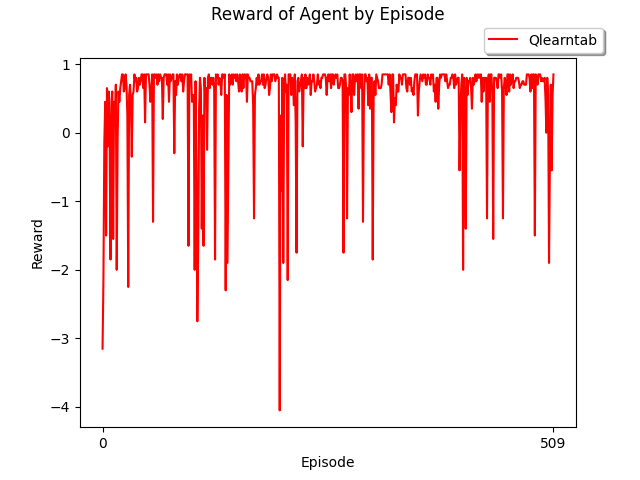 Reward of Agent by Episode
Qlearntab
1
0
−1
−2
−3
−4
Reward
0
509
Episode